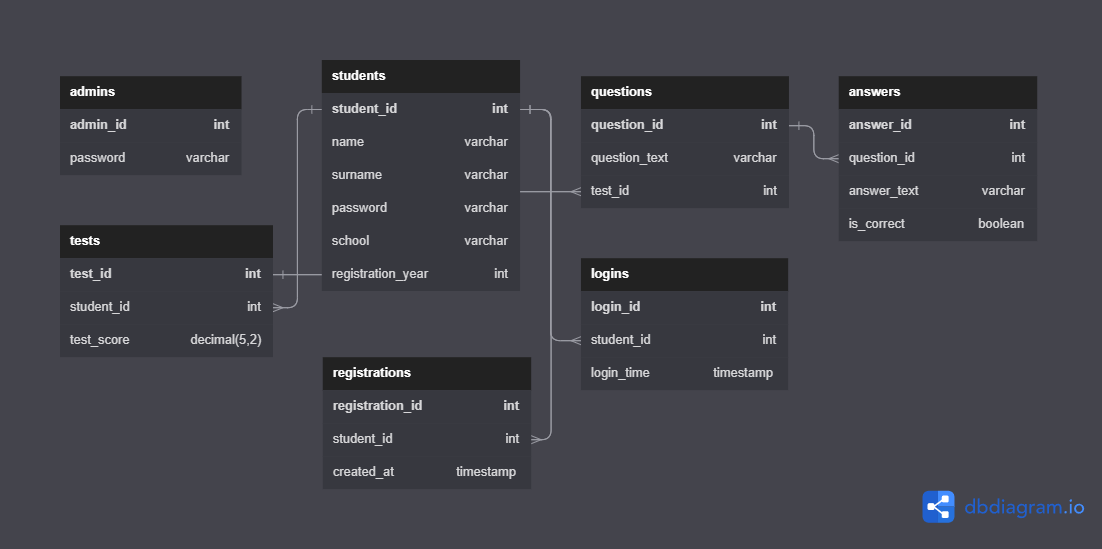 admins
admin_id int
password varchar
tests
test_id int
student_id int
test_score decimal(5,2)
students
student_id int
name varchar
surname varchar
password varchar
school varchar
registration_year int
registrations
registration_id int
student_id int
created_at timestamp
questions
question_id int
question_text varchar
test_id int
logins
login_id int
student_id int
login_time timestamp
answers
answer_id int
question_id int
answer_text varchar
is_correct boolean
dbdiagram.io